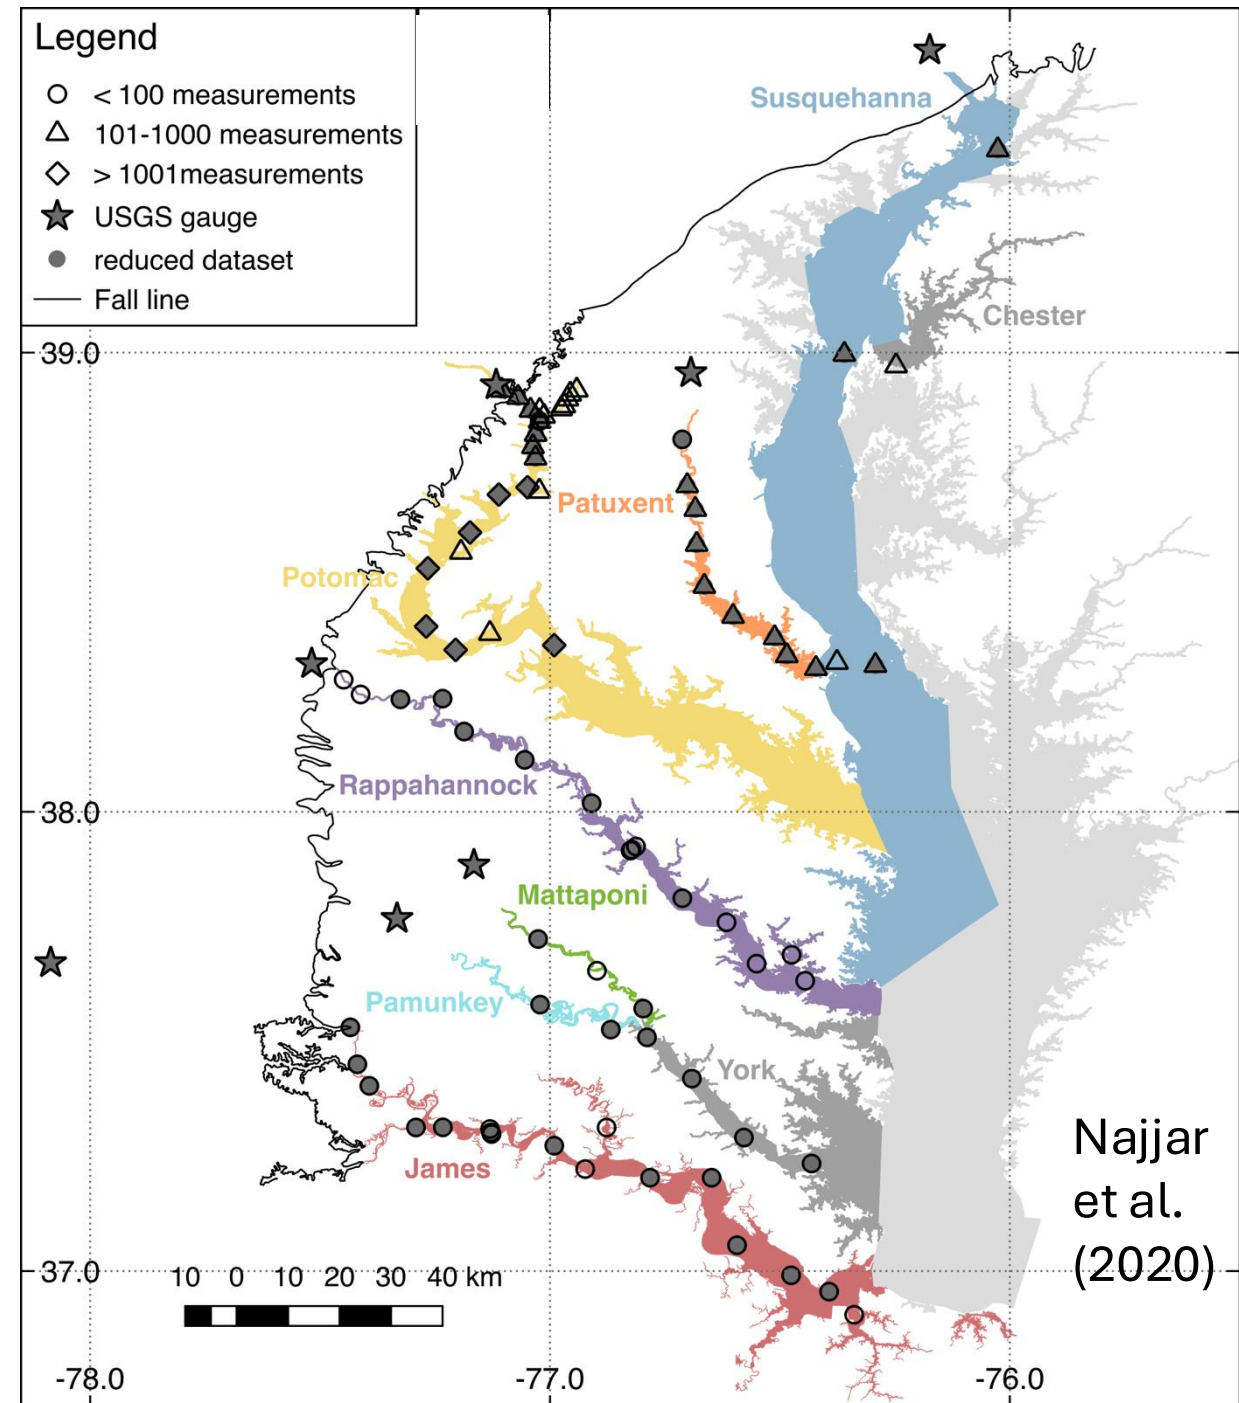 Legend
< 100 measurements
101-1000 measurements
> 1001measurements
USGS gauge
reduced dataset
Fall line
Susquehanna
Chester
39.0
Patuxent
Potomac
Rappahannock
38.0
Mattaponi
Pamunkey
York
James
Najjar
et al.
(2020)
37.0
10 0 10 20 30 40 km
-78.0 -77.0 -76.0